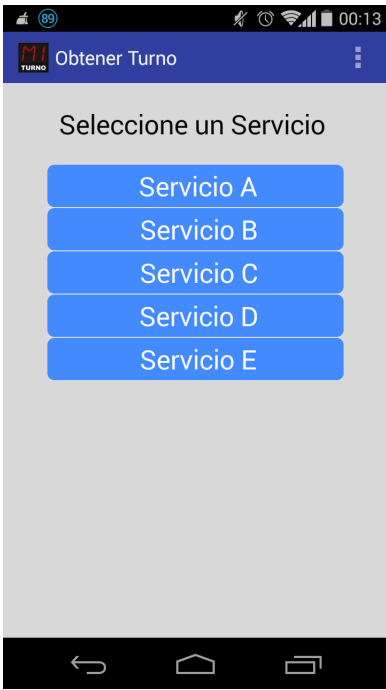 89 00:13
MI
TURNO
Obtener Turno
Seleccione un Servicio
Servicio A
Servicio B
Servicio C
Servicio D
Servicio E